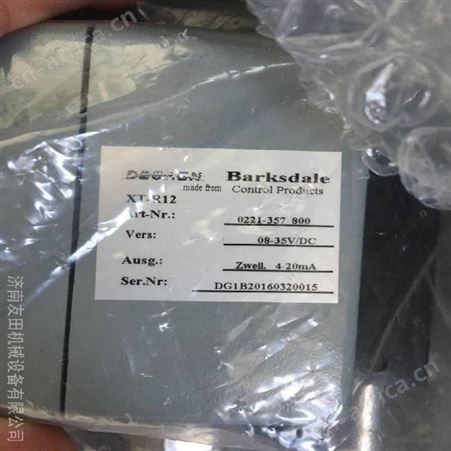 Barksdale
made from Control Products
XT-R12
Art-Nr.: 0221-357 800
Vers: 08-35V/DC
Ausg.: Zweil. 4-20mA
Ser.Nr: DG1B20160320015
济南友田机械设备有限公司